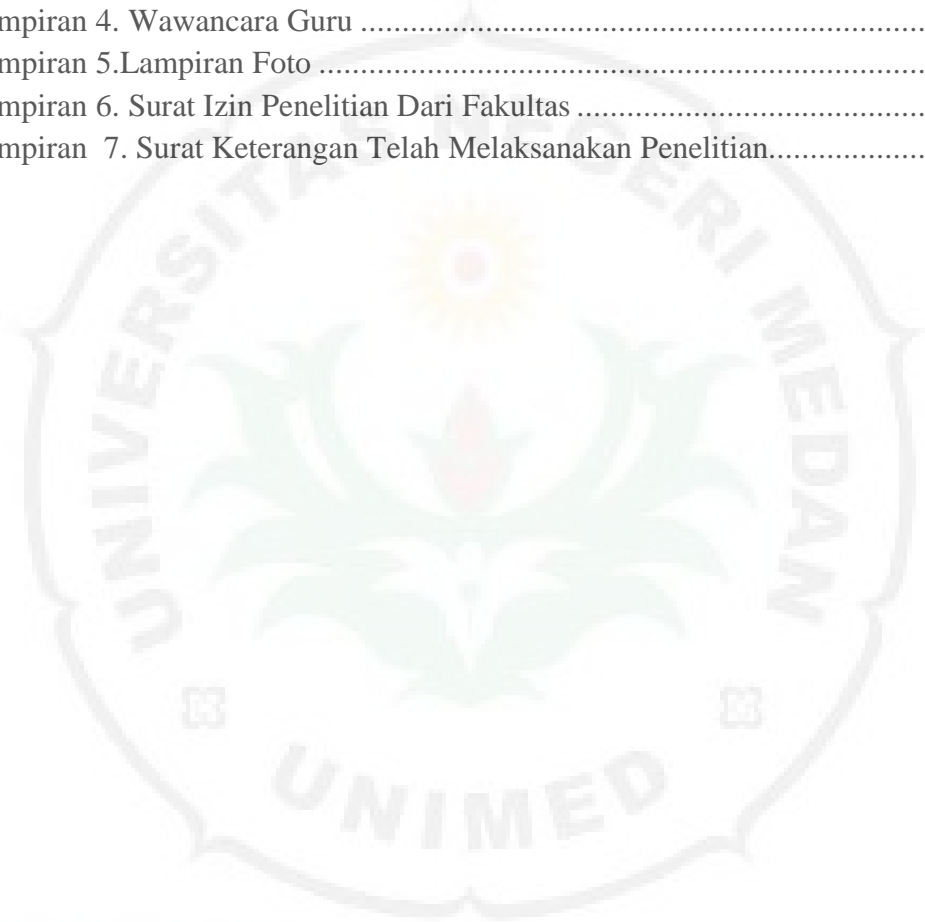 mpiran 4. Wawancara Guru ....................................................................
mpiran 5.Lampiran Foto .........................................................................
mpiran 6. Surat Izin Penelitian Dari Fakultas ..........................................
mpiran  7. Surat Keterangan Telah Melaksanakan Penelitian...................
UNIVERSITAS NEGERI MEDAN
UNIMED